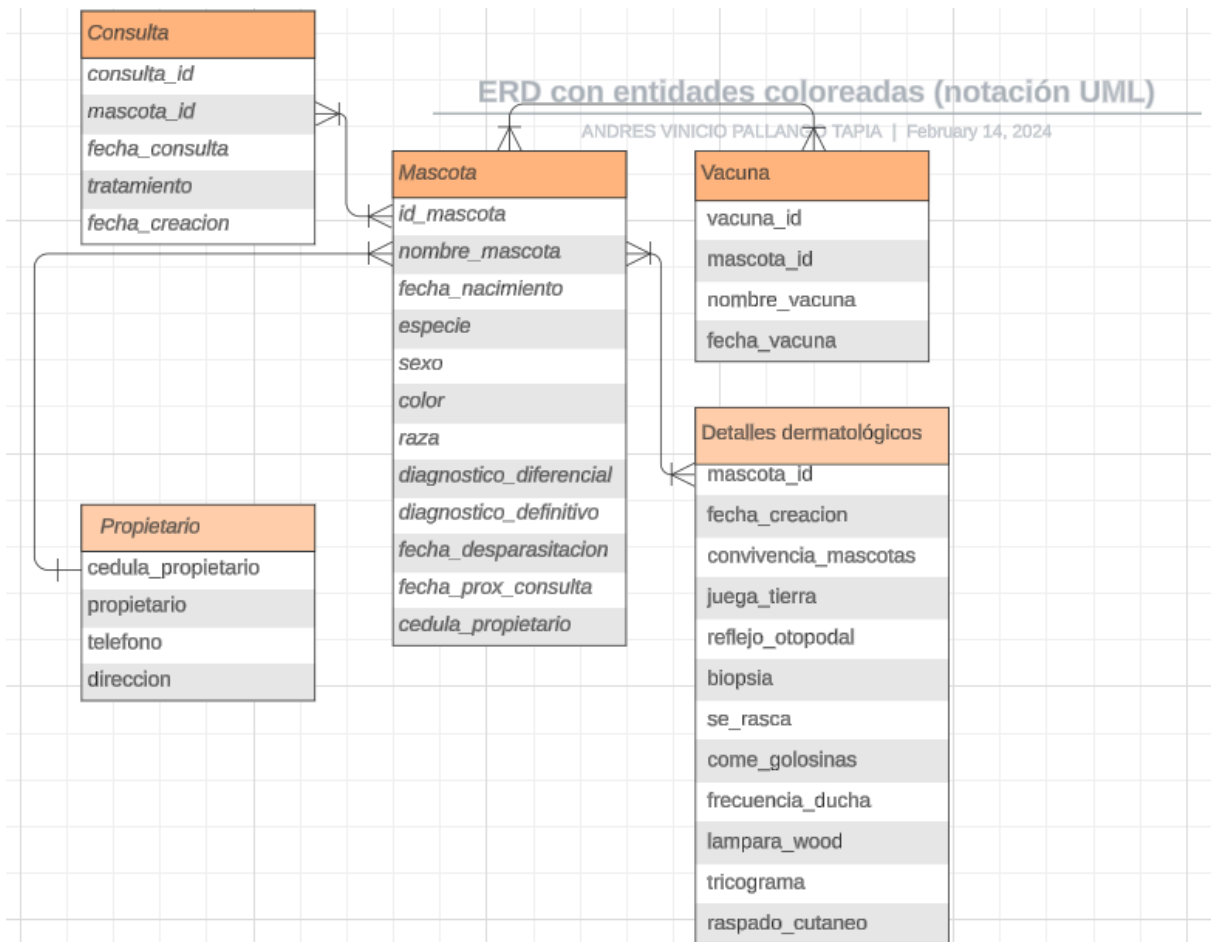 ERD con entidades coloreadas (notación UML)
ANDRES VINICIO PALLANGO TAPIA | February 14, 2024
Consulta
consulta_id
mascota_id
fecha_consulta
tratamiento
fecha_creacion
Mascota
id_mascota
nombre_mascota
fecha_nacimiento
especie
sexo
color
raza
diagnostico_diferencial
diagnostico_definitivo
fecha_desparasitacion
fecha_prox_consulta
cedula_propietario
Vacuna
vacuna_id
mascota_id
nombre_vacuna
fecha_vacuna
Propietario
cedula_propietario
propietario
telefono
direccion
Detalles dermatológicos
mascota_id
fecha_creacion
convivencia_mascotas
juega_tierra
reflejo_otopodal
biopsia
se_rasca
come_golosinas
frecuencia_ducha
lampara_wood
tricograma
raspado_cutaneo